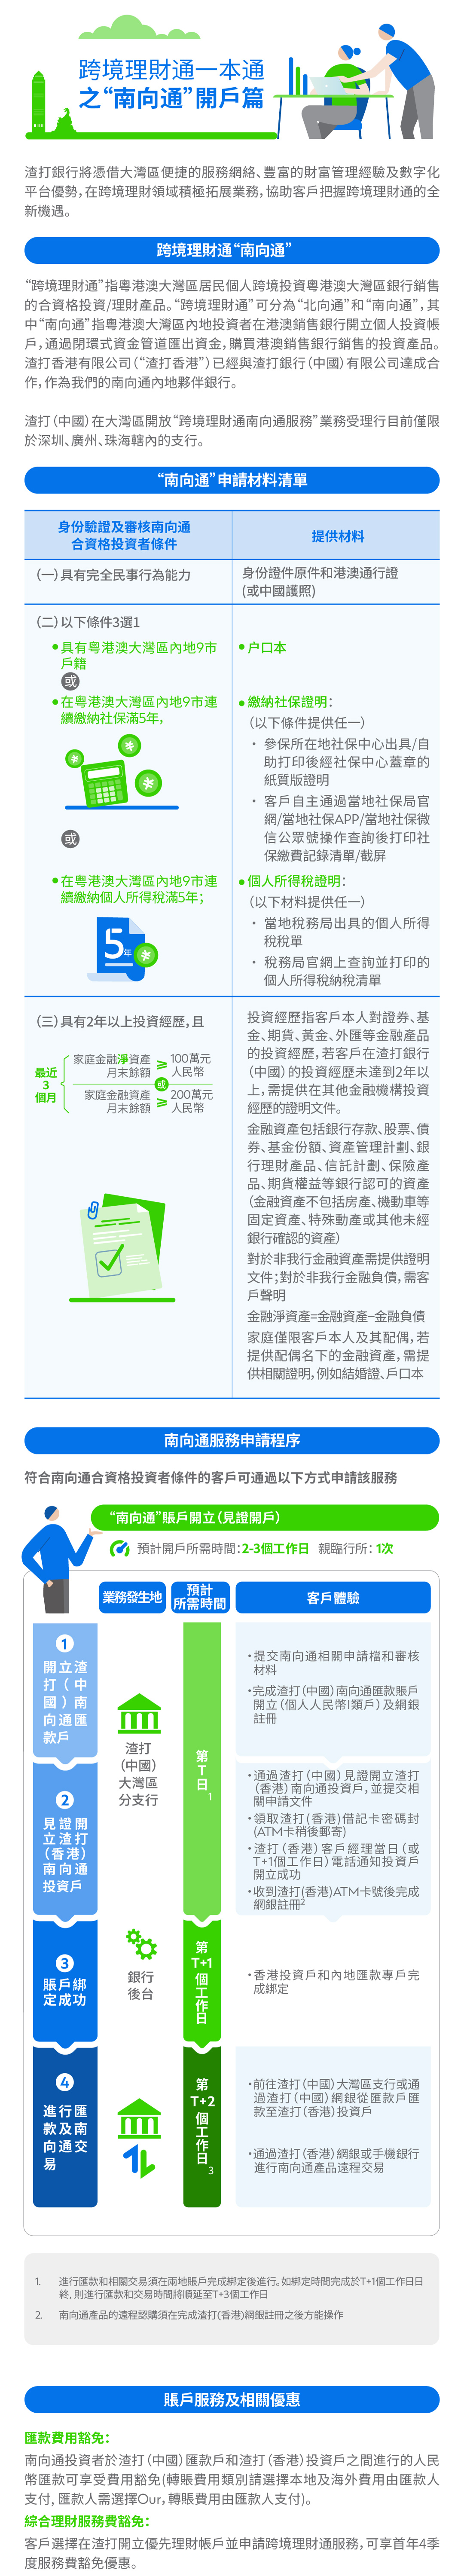 跨境理財通一本通
之“南向通”開戶篇
渣打銀行將憑借大灣區便捷的服務網絡、豐富的財富管理經驗及數字化
平台優勢，在跨境理財領域積極拓展業務，協助客戶把握跨境理財通的全
新機遇。
跨境理財通“南向通”
“跨境理財通”指粵港澳大灣區居民個人跨境投資粵港澳大灣區銀行銷售
的合資格投資/理財產品。“跨境理財通”可分為“北向通”和“南向通”，其
中“南向通”指粵港澳大灣區內地投資者在港澳銷售銀行開立個人投資帳
戶，通過閉環式資金管道匯出資金，購買港澳銷售銀行銷售的投資產品。
渣打香港有限公司（“渣打香港”）已經與渣打銀行（中國）有限公司達成合
作，作為我們的南向通內地夥伴銀行。
渣打（中國）在大灣區開放“跨境理財通南向通服務”業務受理行目前僅限
於深圳、廣州、珠海轄內的支行。
“南向通”申請材料清單
身份驗證及審核南向通
合資格投資者條件
提供材料
（一）具有完全民事行為能力
身份證件原件和港澳通行證
(或中國護照)
（二）以下條件3選1
•具有粵港澳大灣區內地9市
戶籍
•户口本
或
•在粵港澳大灣區內地9市連
續繳納社保滿5年，
•繳納社保證明：
（以下條件提供任一）
• 參保所在地社保中心出具/自
助打印後經社保中心蓋章的
紙質版證明
• 客戶自主通過當地社保局官
網/當地社保APP/當地社保微
信公眾號操作查詢後打印社
保繳費記錄清單/截屏
或
•在粵港澳大灣區內地9市連
續繳納個人所得稅滿5年；
5年
•個人所得稅證明：
（以下材料提供任一）
• 當地稅務局出具的個人所得
稅稅單
• 稅務局官網上查詢並打印的
個人所得稅納稅清單
（三）具有2年以上投資經歷，且
最近
3
個月
家庭金融淨資產
月末餘額
≥
100萬元
人民幣
或
家庭金融資產
月末餘額
≥
200萬元
人民幣
投資經歷指客戶本人對證券、基
金、期貨、黃金、外匯等金融產品
的投資經歷，若客戶在渣打銀行
（中國）的投資經歷未達到2年以
上，需提供在其他金融機構投資
經歷的證明文件。
金融資產包括銀行存款、股票、債
券、基金份額、資產管理計劃、銀
行理財產品、信託計劃、保險產
品、期貨權益等銀行認可的資產
（金融資產不包括房產、機動車等
固定資產、特殊動產或其他未經
銀行確認的資產）
對於非我行金融資產需提供證明
文件；對於非我行金融負債，需客
戶聲明
金融淨資產=金融資產–金融負債
家庭僅限客戶本人及其配偶，若
提供配偶名下的金融資產，需提
供相關證明，例如結婚證、戶口本
南向通服務申請程序
符合南向通合資格投資者條件的客戶可通過以下方式申請該服務
“南向通”賬戶開立（見證開戶）
預計開戶所需時間：2-3個工作日 親臨行所： 1次
業務發生地
預計
所需時間
客戶體驗
1
開立渣
打（中
國）南
向通匯
款戶
渣打
（中國）
大灣區
分支行
第
T
日
1
•提交南向通相關申請檔和審核
材料
•完成渣打（中國）南向通匯款賬戶
開立（個人人民幣I類戶）及網銀
註冊
2
見證開
立渣打
（香港）
南向通
投資戶
•通過渣打（中國）見證開立渣打
（香港）南向通投資戶，並提交相
關申請文件
•領取渣打(香港)借記卡密碼封
(ATM卡稍後郵寄)
•渣打（香港）客戶經理當日（或
T+1個工作日）電話通知投資戶
開立成功
•收到渣打(香港)ATM卡號後完成
網銀註冊2
3
賬戶綁
定成功
銀行
後台
第
T+1
個
工
作
日
•香港投資戶和內地匯款專戶完
成綁定
4
進行匯
款及南
向通交
易
第
T+2
個
工
作
日
3
•前往渣打（中國）大灣區支行或通
過渣打（中國）網銀從匯款戶匯
款至渣打（香港）投資戶
•通過渣打（香港）網銀或手機銀行
進行南向通產品遠程交易
1. 進行匯款和相關交易須在兩地賬戶完成綁定後進行。如綁定時間完成於T+1個工作日日
終，則進行匯款和交易時間將順延至T+3個工作日
2. 南向通產品的遠程認購須在完成渣打(香港)網銀註冊之後方能操作
賬戶服務及相關優惠
匯款費用豁免：
南向通投資者於渣打（中國）匯款戶和渣打（香港）投資戶之間進行的人民
幣匯款可享受費用豁免(轉賬費用類別請選擇本地及海外費用由匯款人
支付，匯款人需選擇Our，轉賬費用由匯款人支付)。
綜合理財服務費豁免：
客戶選擇在渣打開立優先理財帳戶並申請跨境理財通服務，可享首年4季
度服務費豁免優惠。